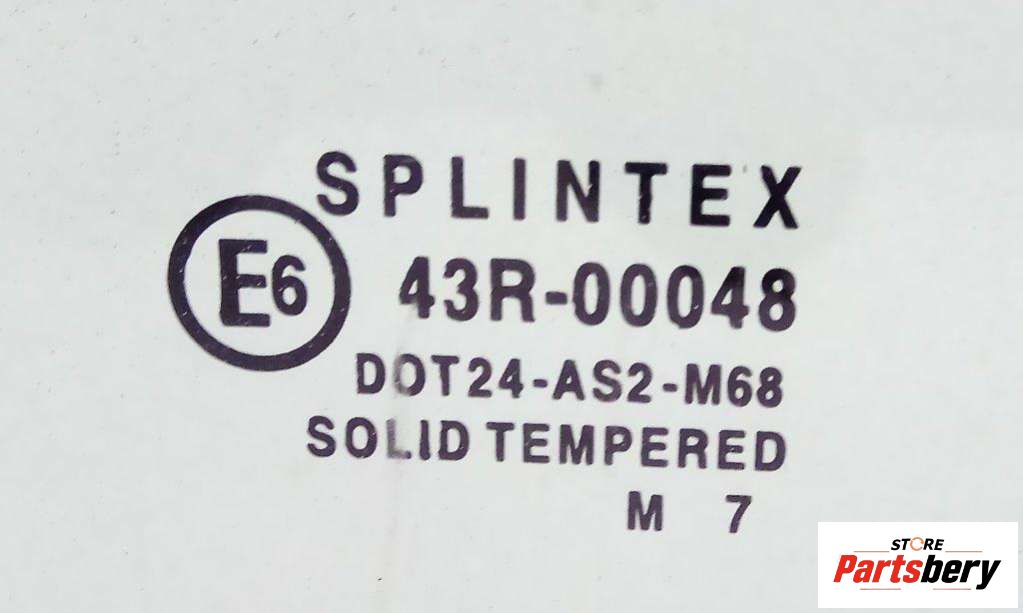 SPLINTEX
E6
43R-00048
DOT24-AS2-M68
SOLID TEMPERED
M 7
STORE
Partsbery